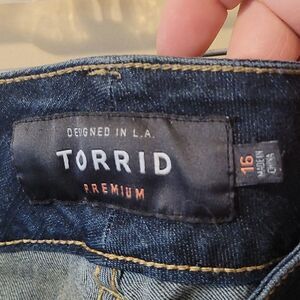 DESIGNED IN L.A.
TORRID
PREMIUM
16
MADE IN
CHINA